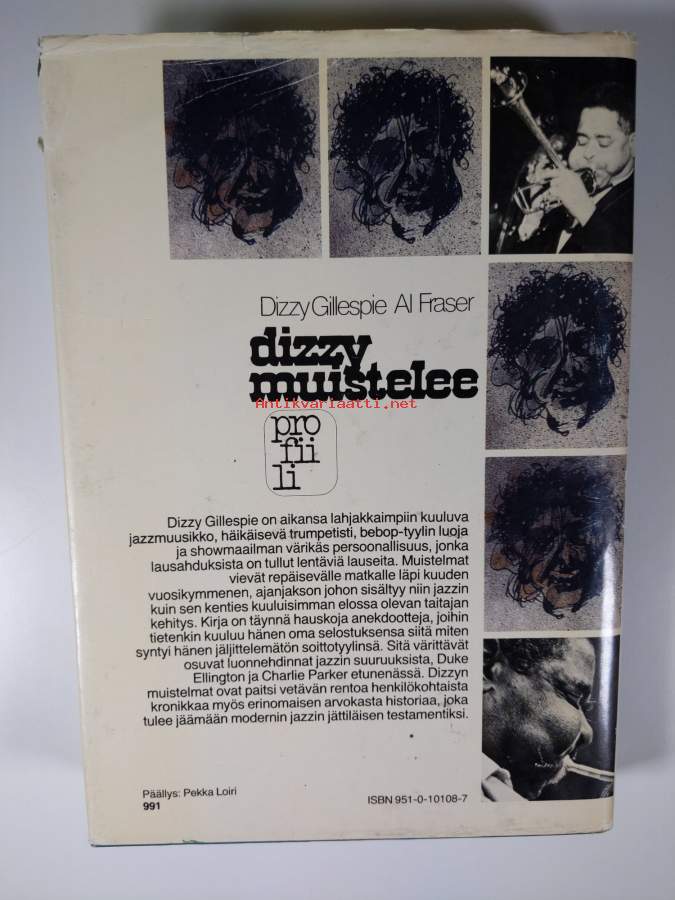 Dizzy Gillespie Al Fraser
dizzy
muistelee
Antikvariaatti.net
pro
fii
li
Dizzy Gillespie on aikansa lahjakkaimpiin kuuluva
jazzmuusikko, häikäisevä trumpetisti, bebop-tyylin luoja
ja showmaailman värikäs persoonallisuus, jonka
lausahduksista on tullut lentäviä lauseita. Muistelmat
vievät repäisevälle matkalle läpi kuuden
vuosikymmenen, ajanjakson johon sisältyy niin jazzin
kuin sen kenties kuuluisimman elossa olevan taitajan
kehitys. Kirja on täynnä hauskoja anekdootteja, joihin
tietenkin kuuluu hänen oma selostuksensa siitä miten
syntyi hänen jäljittelemätön soittotyylinsä. Sitä värittävät
osuvat luonnehdinnat jazzin suuruuksista, Duke
Ellington ja Charlie Parker etunenässä. Dizzyn
muistelmat ovat paitsi vetävän rentoa henkilökohtaista
kronikkaa myös erinomaisen arvokasta historiaa, joka
tulee jäämään modernin jazzin jättiläisen testamentiksi.
Päällys: Pekka Loiri
991
ISBN 951-0-10108-7